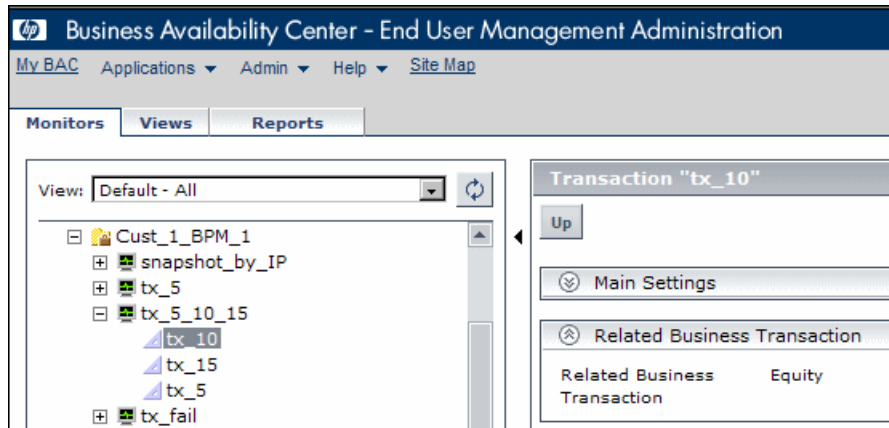 hp Business Availability Center - End User Management Administration
My BAC Applications Admin Help Site Map
Monitors Views Reports
View: Default - All
Cust_1_BPM_1
snapshot_by_IP
tx_5
tx_5_10_15
tx_10
tx_15
tx_5
tx_fail
Transaction "tx_10"
Up
Main Settings
Related Business Transaction
Related Business Equity
Transaction